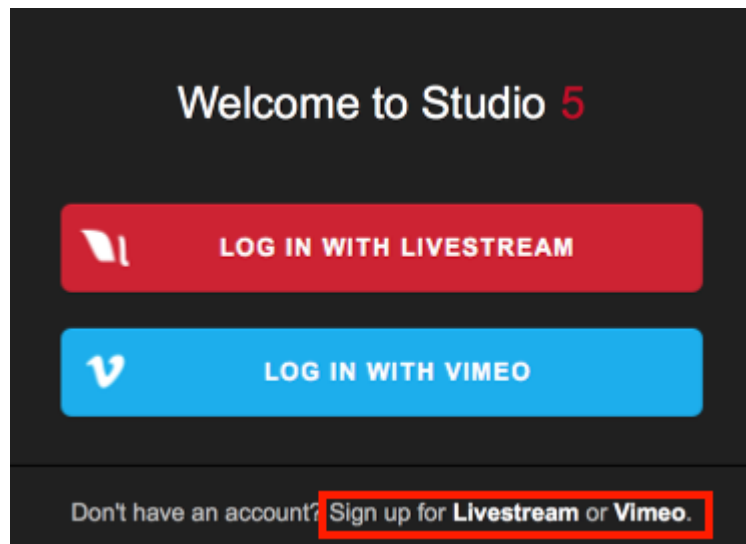 Welcome to Studio 5
LOG IN WITH LIVESTREAM
LOG IN WITH VIMEO
Don't have an account? Sign up for Livestream or Vimeo.